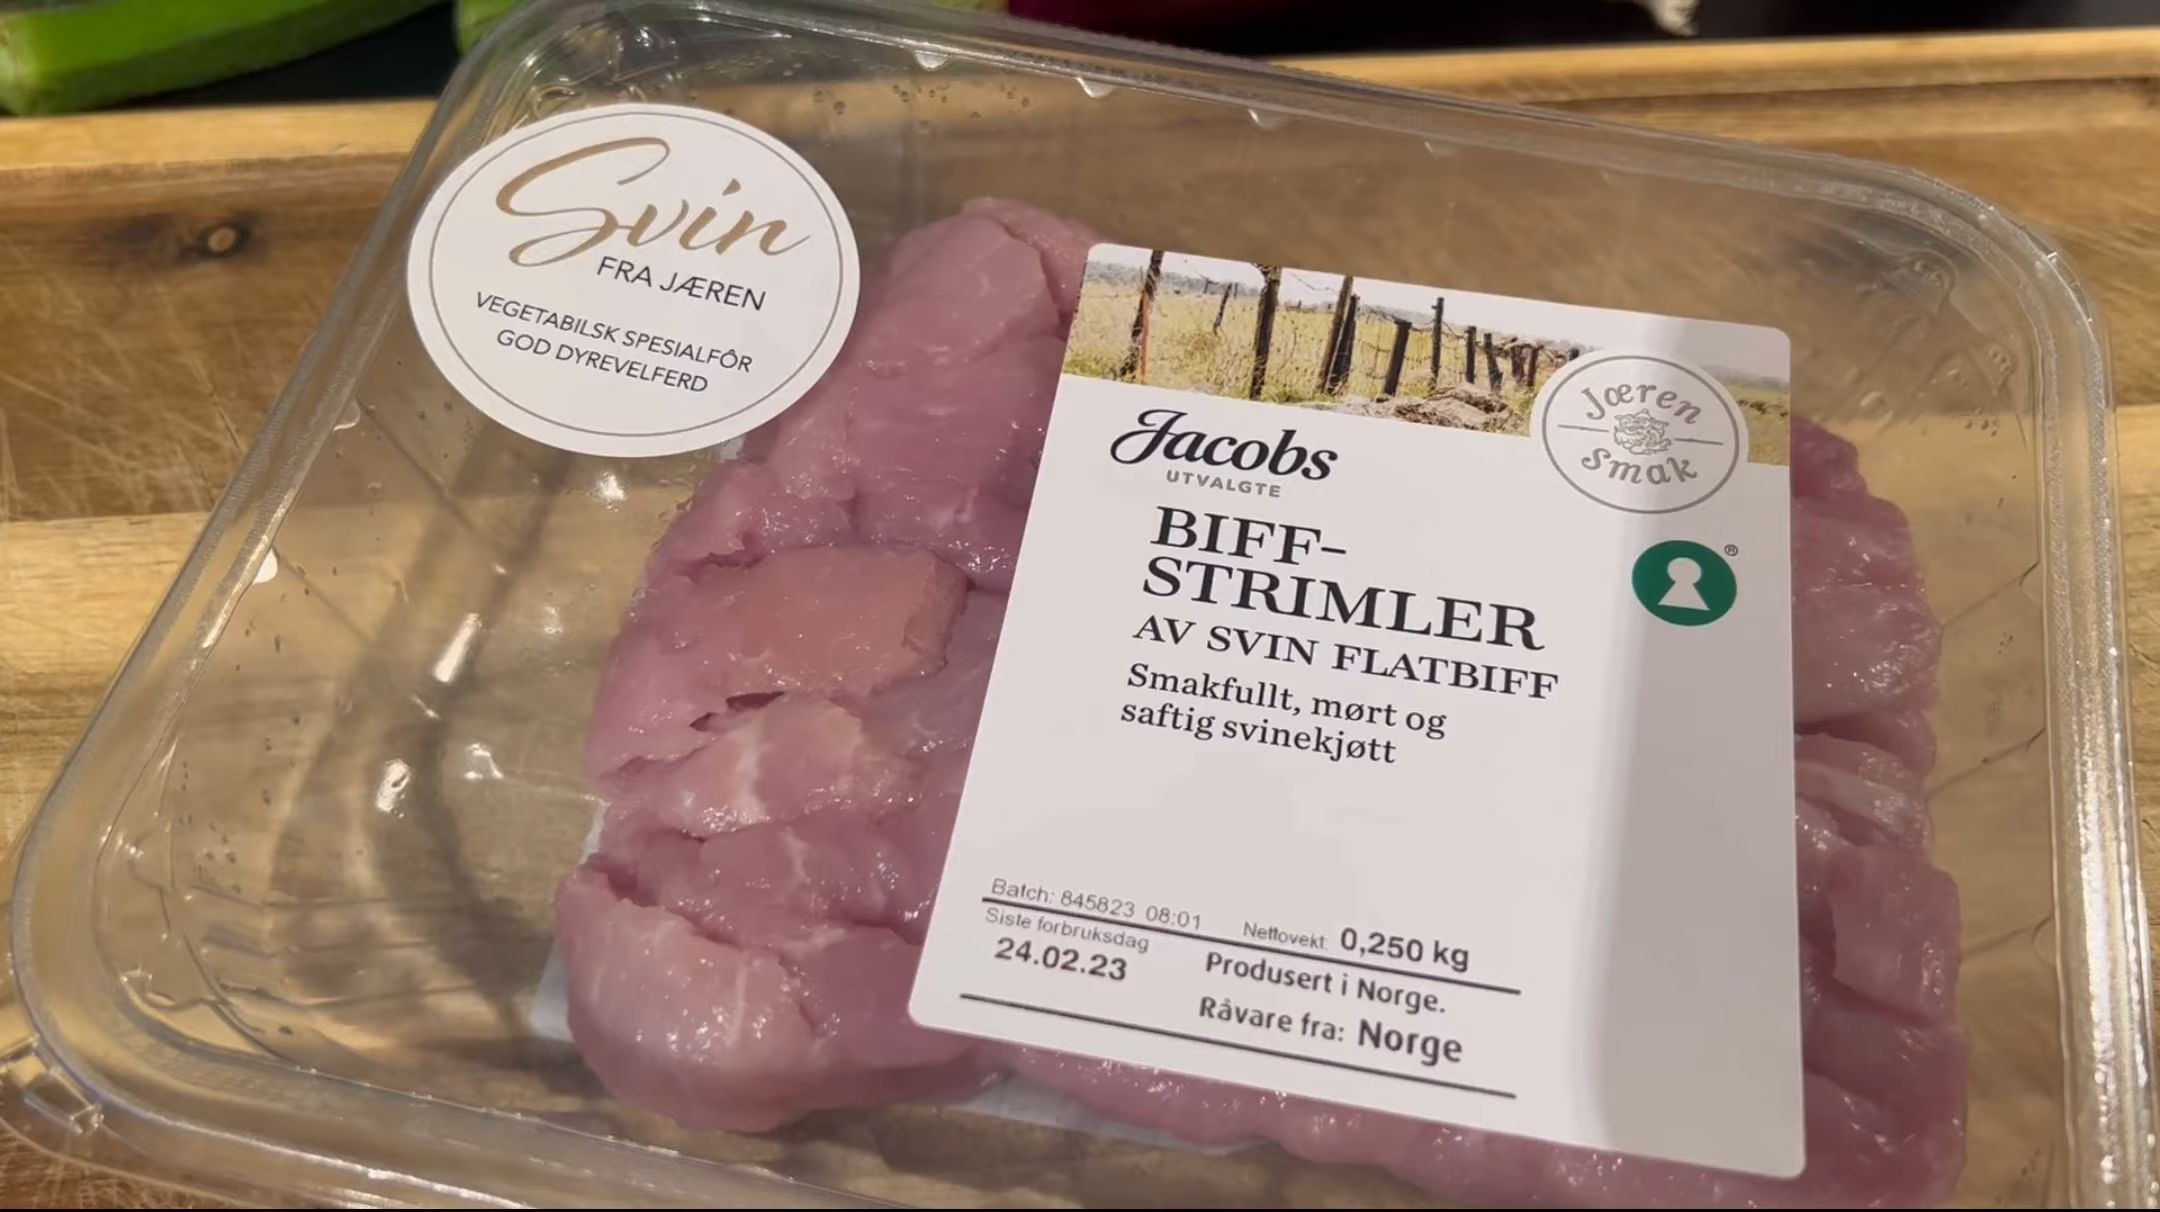 Svin
FRA JÆREN
VEGETABILSK SPESIALFÔR
GOD DYREVELFERD
Jæren
Smak
Jacobs
UTVALGTE
®
BIFF-
STRIMLER
AV SVIN FLATBIFF
Smakfullt, mørt og
saftig svinekjøtt
Batch: 845823 08:01
Nettovekt: 0,250 kg
Siste forbruksdag
24.02.23
Produsert i Norge.
Råvare fra: Norge